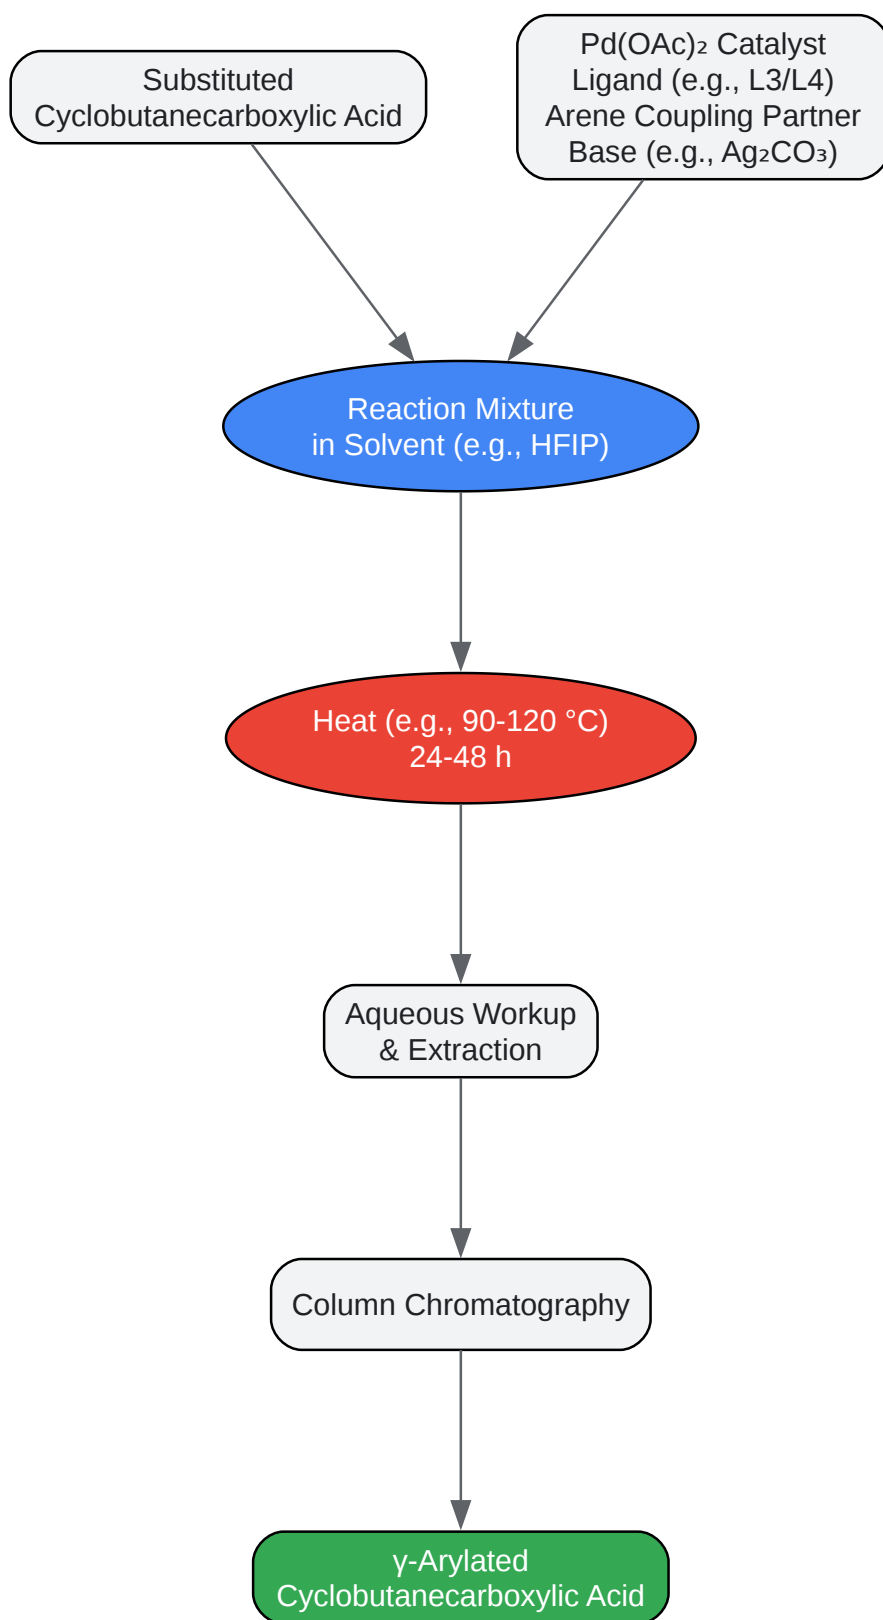 Substituted
Cyclobutanecarboxylic Acid
Pd(OAc)₂ Catalyst
Ligand (e.g., L3/L4)
Arene Coupling Partner
Base (e.g., Ag₂CO₃)
Reaction Mixture
in Solvent (e.g., HFIP)
Heat (e.g., 90-120 °C)
24-48 h
Aqueous Workup
& Extraction
Column Chromatography
γ-Arylated
Cyclobutanecarboxylic Acid